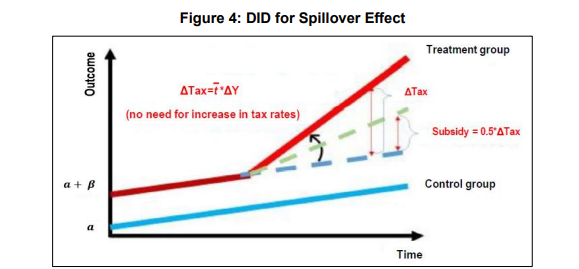 Figure 4: DID for Spillover Effect
Outcome
Treatment group
ΔTax=t̅*ΔY
(no need for increase in tax rates)
ΔTax
Subsidy = 0.5*ΔTax
a + β
Control group
a
Time